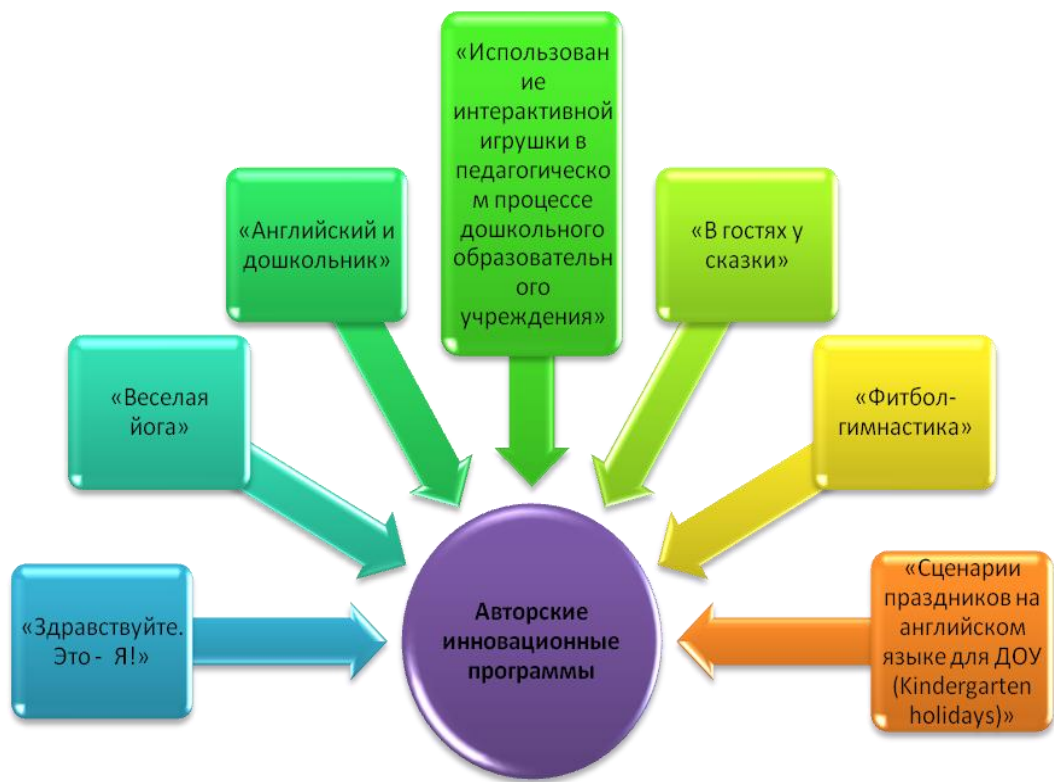 «Использован
ие
интерактивной
игрушки в
педагогическо
м процессе
дошкольного
образовательн
ого
учреждения»
«Английский и
дошкольник»
«В гостях у
сказки»
«Веселая
йога»
«Фитбол-
гимнастика»
«Здравствуйте.
Это - Я!»
Авторские
инновационные
программы
«Сценарии
праздников на
английском
языке для ДОУ
(Kindergarten
holidays)»